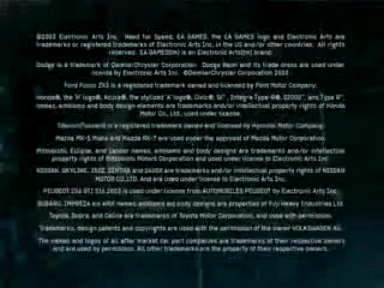 ©2003 Electronic Arts Inc. Need for Speed, EA GAMES, the EA GAMES logo and Electronic Arts are
trademarks or registered trademarks of Electronic Arts Inc. in the US and/or other countries. All rights
reserved. EA GAMES(tm) is an Electronic Arts(tm) brand.
Dodge is a trademark of DaimlerChrysler Corporation. Dodge Neon and its trade dress are used under
license by Electronic Arts Inc. ©DaimlerChrysler Corporation 2003
Ford Focus ZX3 is a registered trademark owned and licensed by Ford Motor Company.
Honda®, the "H" logo®, Acura®, the stylized "A" logo®, Civic® Si™, Integra Type-R®, S2000™, and Type R™,
names, emblems and body design elements are trademarks and/or intellectual property rights of Honda
Motor Co., Ltd., used under license.
is a registered trademark owned and licensed by Hyundai Motor Company.
Mazda MX-5 Miata and Mazda RX-7 are used under the approval of Mazda Motor Corporation.
Mitsubishi, Eclipse, and Lancer names, emblems and body designs are trademarks and/or intellectual
property rights of Mitsubishi Motors Corporation and used under license to Electronic Arts Inc.
NISSAN, SKYLINE, 350Z, SENTRA and 240SX are trademarks and/or intellectual property rights of NISSAN
MOTOR CO., LTD. And are used under license to Electronic Arts Inc.
PEUGEOT 206 GTI is used under license from AUTOMOBILES PEUGEOT by Electronic Arts Inc.
SUBARU, IMPREZA and WRX names, emblems and body designs are properties of Fuji Heavy Industries Ltd.
Toyota, Supra, and Celica are trademarks of Toyota Motor Corporation, and used with permission.
Trademarks, design patents and copyrights are used with the permission of the owner VOLKSWAGEN AG.
The names and logos of all after market car part companies are trademarks of their respective owners
and are used by permission. All other trademarks are the property of their respective owners.